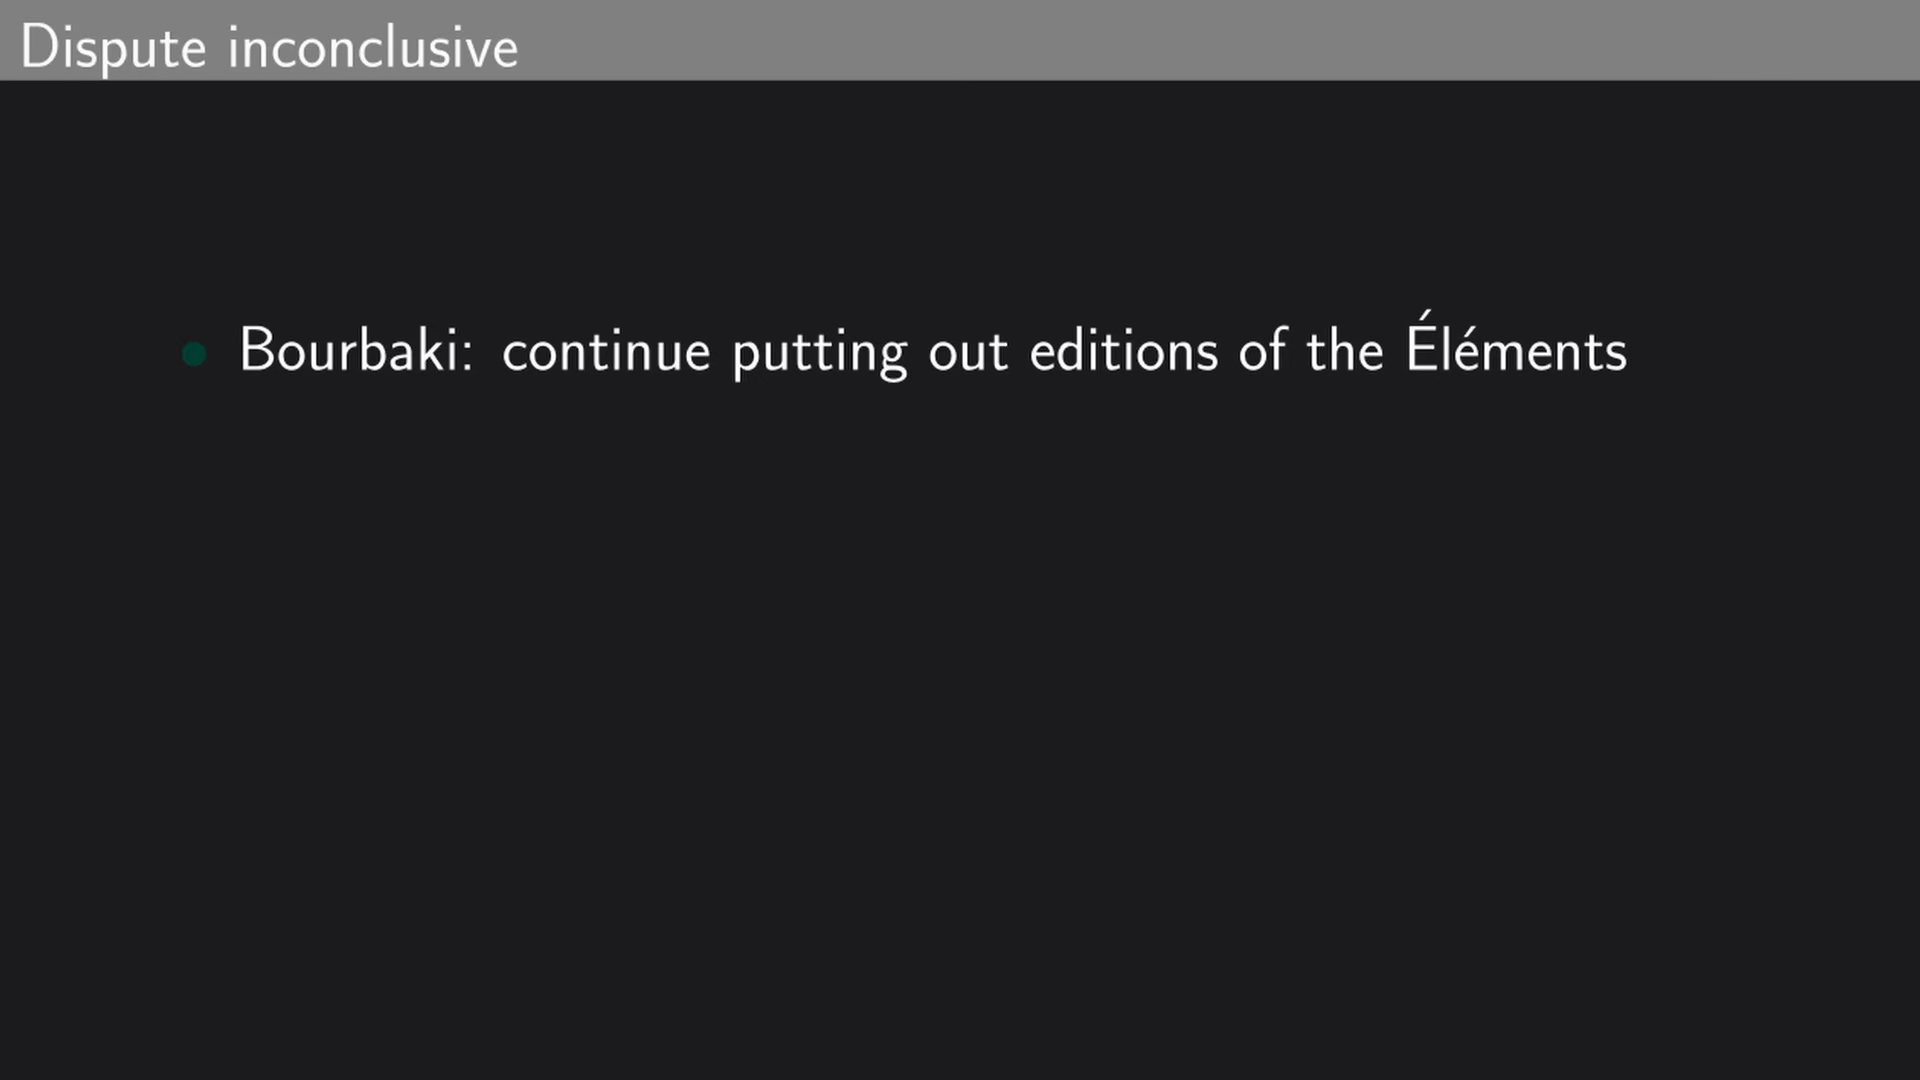 Dispute inconclusive
Bourbaki: continue putting out editions of the Éléments